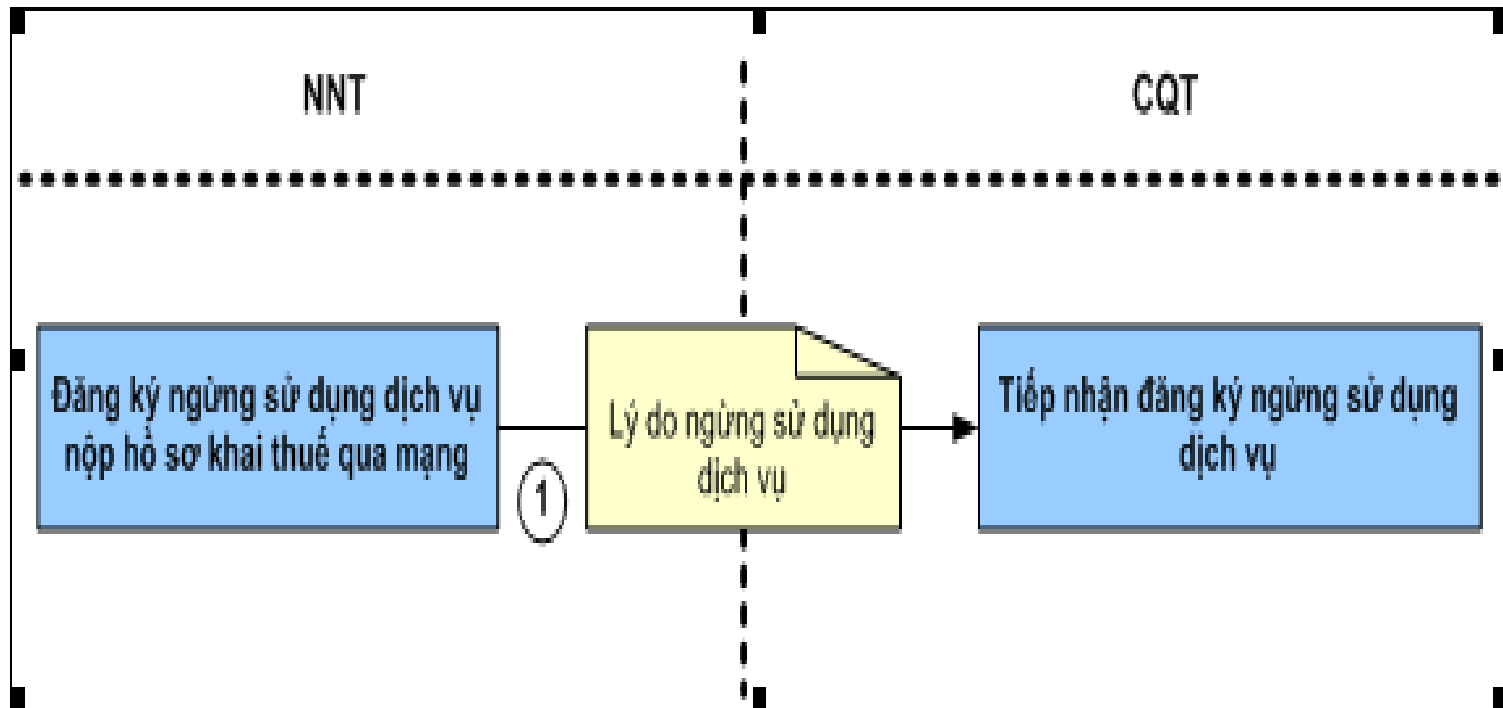 NNT
CQT
Đăng ký ngừng sử dụng dịch vụ
nộp hồ sơ khai thuế qua mạng
1
Lý do ngừng sử dụng
dịch vụ
Tiếp nhận đăng ký ngừng sử dụng
dịch vụ